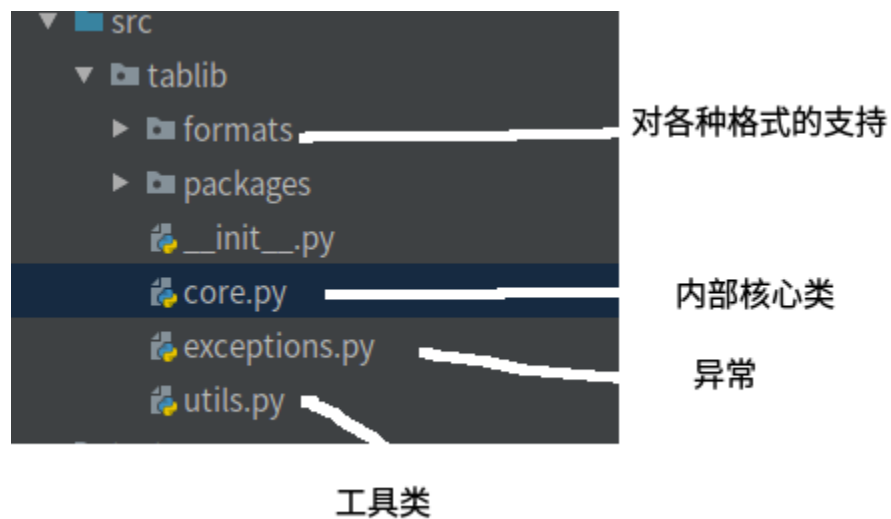 src
tablib
formats
对各种格式的支持
packages
__init__.py
core.py
内部核心类
exceptions.py
异常
utils.py
工具类